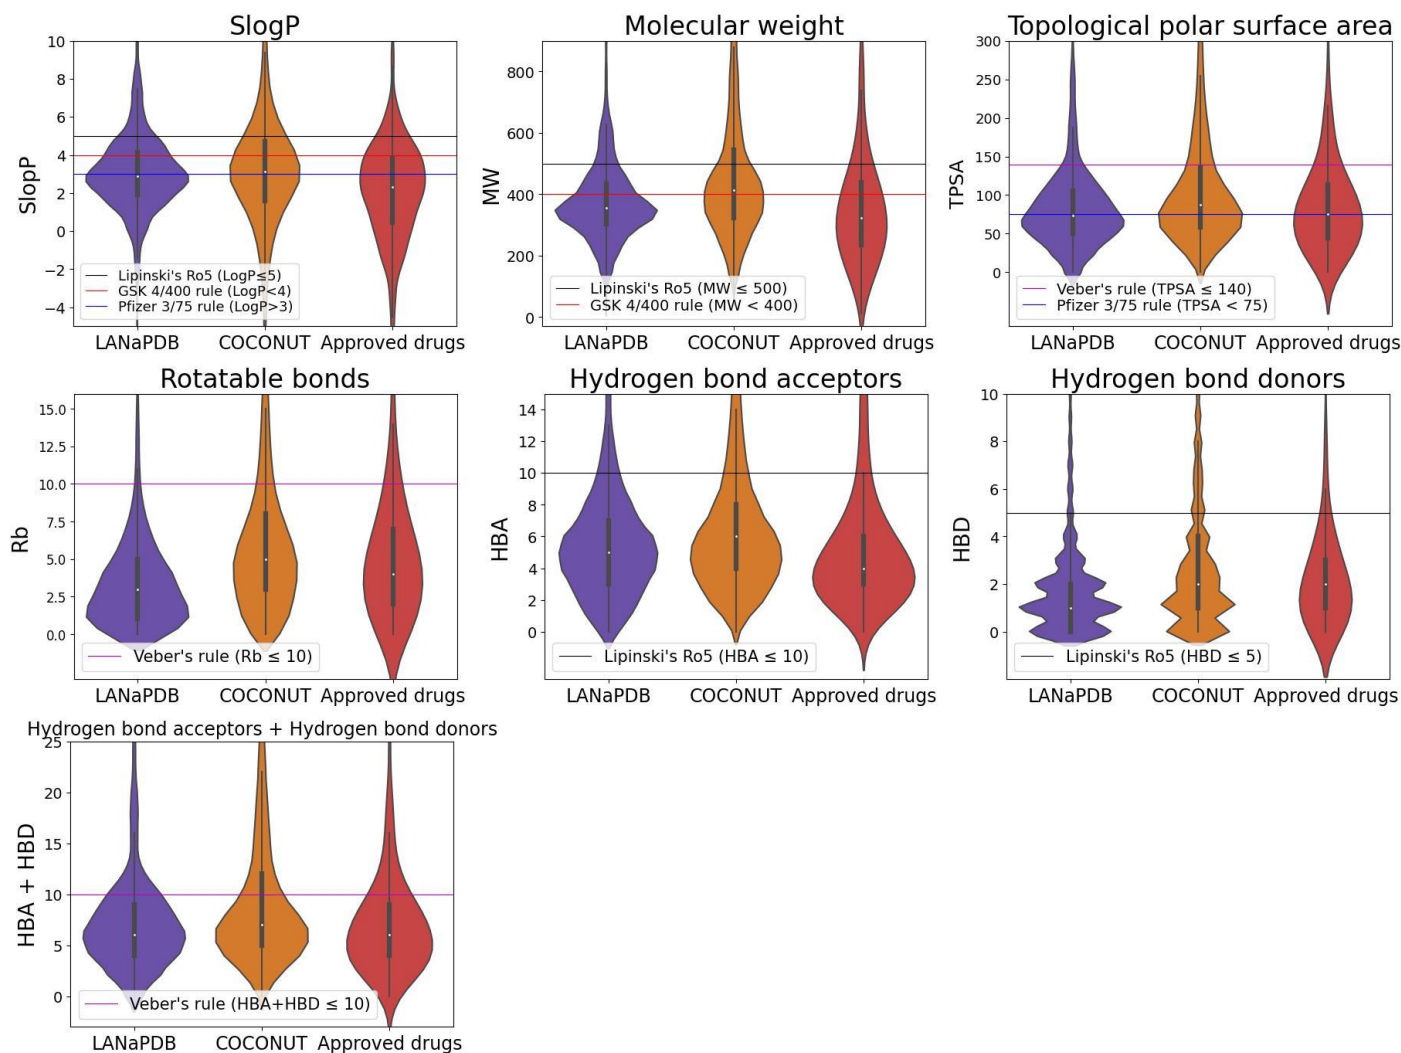 SlogP
SlopP
10
8
6
4
2
0
−2
−4
Lipinski's Ro5 (LogP≤5)
GSK 4/400 rule (LogP<4)
Pfizer 3/75 rule (LogP>3)
LANaPDB COCONUT Approved drugs
Molecular weight
MW
800
600
400
200
0
Lipinski's Ro5 (MW ≤ 500)
GSK 4/400 rule (MW < 400)
LANaPDB COCONUT Approved drugs
Topological polar surface area
TPSA
300
250
200
150
100
50
0
Veber's rule (TPSA ≤ 140)
Pfizer 3/75 rule (TPSA < 75)
LANaPDB COCONUT Approved drugs
Rotatable bonds
Rb
15.0
12.5
10.0
7.5
5.0
2.5
0.0
Veber's rule (Rb ≤ 10)
LANaPDB COCONUT Approved drugs
Hydrogen bond acceptors
HBA
14
12
10
8
6
4
2
0
Lipinski's Ro5 (HBA ≤ 10)
LANaPDB COCONUT Approved drugs
Hydrogen bond donors
HBD
10
8
6
4
2
0
Lipinski's Ro5 (HBD ≤ 5)
LANaPDB COCONUT Approved drugs
Hydrogen bond acceptors + Hydrogen bond donors
HBA + HBD
25
20
15
10
5
0
Veber's rule (HBA+HBD ≤ 10)
LANaPDB COCONUT Approved drugs